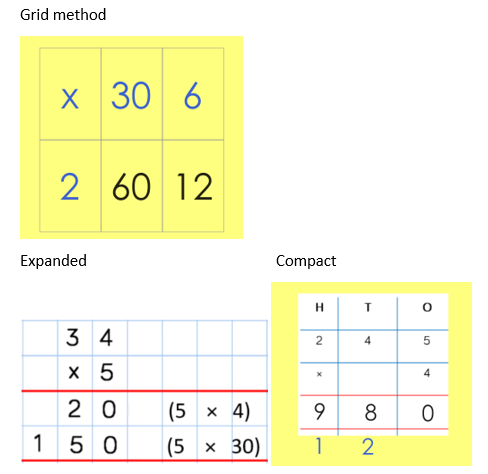 Grid method
x 30 6
2 60 12
Expanded
3 4
x 5
2 0 (5 × 4)
1 5 0 (5 × 30)
Compact
H T O
2 4 5
× 4
9 8 0
1 2